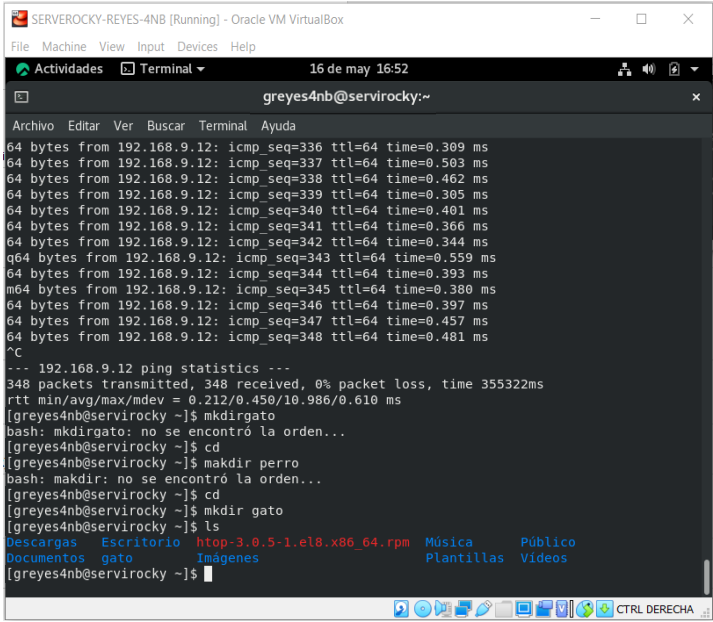 SERVEROCKY-REYES-4NB [Running] - Oracle VM VirtualBox
File Machine View Input Devices Help
Actividades Terminal 16 de may 16:52
greyes4nb@servirocky:~
Archivo Editar Ver Buscar Terminal Ayuda
64 bytes from 192.168.9.12: icmp_seq=336 ttl=64 time=0.309 ms
64 bytes from 192.168.9.12: icmp_seq=337 ttl=64 time=0.503 ms
64 bytes from 192.168.9.12: icmp_seq=338 ttl=64 time=0.462 ms
64 bytes from 192.168.9.12: icmp_seq=339 ttl=64 time=0.305 ms
64 bytes from 192.168.9.12: icmp_seq=340 ttl=64 time=0.401 ms
64 bytes from 192.168.9.12: icmp_seq=341 ttl=64 time=0.366 ms
64 bytes from 192.168.9.12: icmp_seq=342 ttl=64 time=0.344 ms
q64 bytes from 192.168.9.12: icmp_seq=343 ttl=64 time=0.559 ms
64 bytes from 192.168.9.12: icmp_seq=344 ttl=64 time=0.393 ms
m64 bytes from 192.168.9.12: icmp_seq=345 ttl=64 time=0.380 ms
64 bytes from 192.168.9.12: icmp_seq=346 ttl=64 time=0.397 ms
64 bytes from 192.168.9.12: icmp_seq=347 ttl=64 time=0.457 ms
64 bytes from 192.168.9.12: icmp_seq=348 ttl=64 time=0.481 ms
^C
--- 192.168.9.12 ping statistics ---
348 packets transmitted, 348 received, 0% packet loss, time 355322ms
rtt min/avg/max/mdev = 0.212/0.450/10.986/0.610 ms
[greyes4nb@servirocky ~]$ mkdirgato
bash: mkdirgato: no se encontró la orden...
[greyes4nb@servirocky ~]$ cd
[greyes4nb@servirocky ~]$ makdir perro
bash: makdir: no se encontró la orden...
[greyes4nb@servirocky ~]$ cd
[greyes4nb@servirocky ~]$ mkdir gato
[greyes4nb@servirocky ~]$ ls
Descargas Escritorio htop-3.0.5-1.el8.x86_64.rpm Música Público
Documentos gato Imágenes Plantillas Vídeos
[greyes4nb@servirocky ~]$
CTRL DERECHA